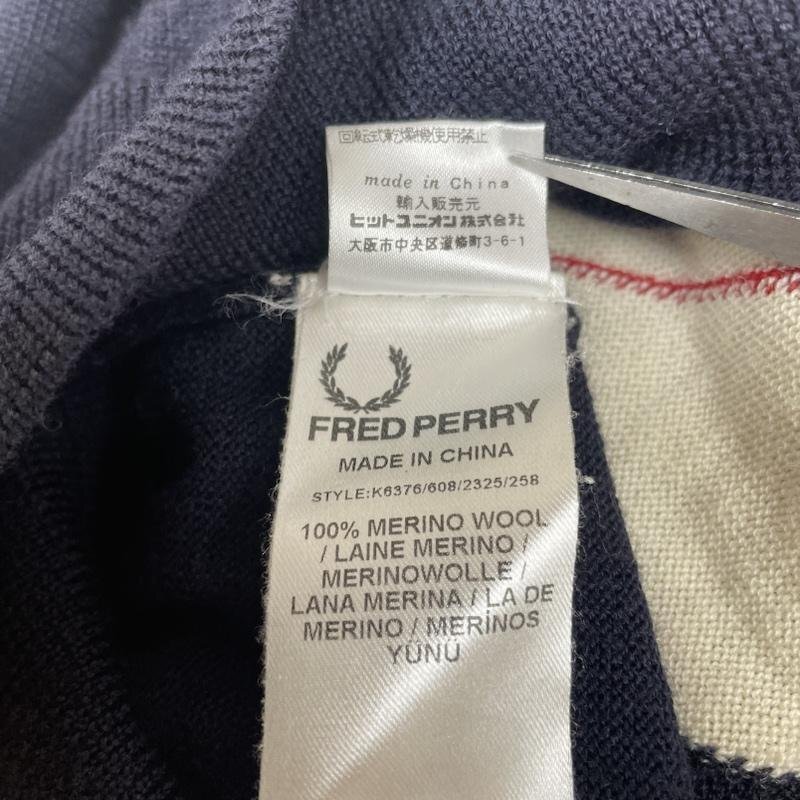 回転式乾燥機使用禁止
made in China
輸入販売元
ヒットユニオン株式会社
大阪市中央区道修町3-6-1
FRED PERRY
MADE IN CHINA
STYLE:K6376/608/2325/258
100% MERINO WOOL
/ LAINE MERINO /
MERINOWOLLE /
LANA MERINA / LA DE
MERINO / MERİNOS
YÜNÜ